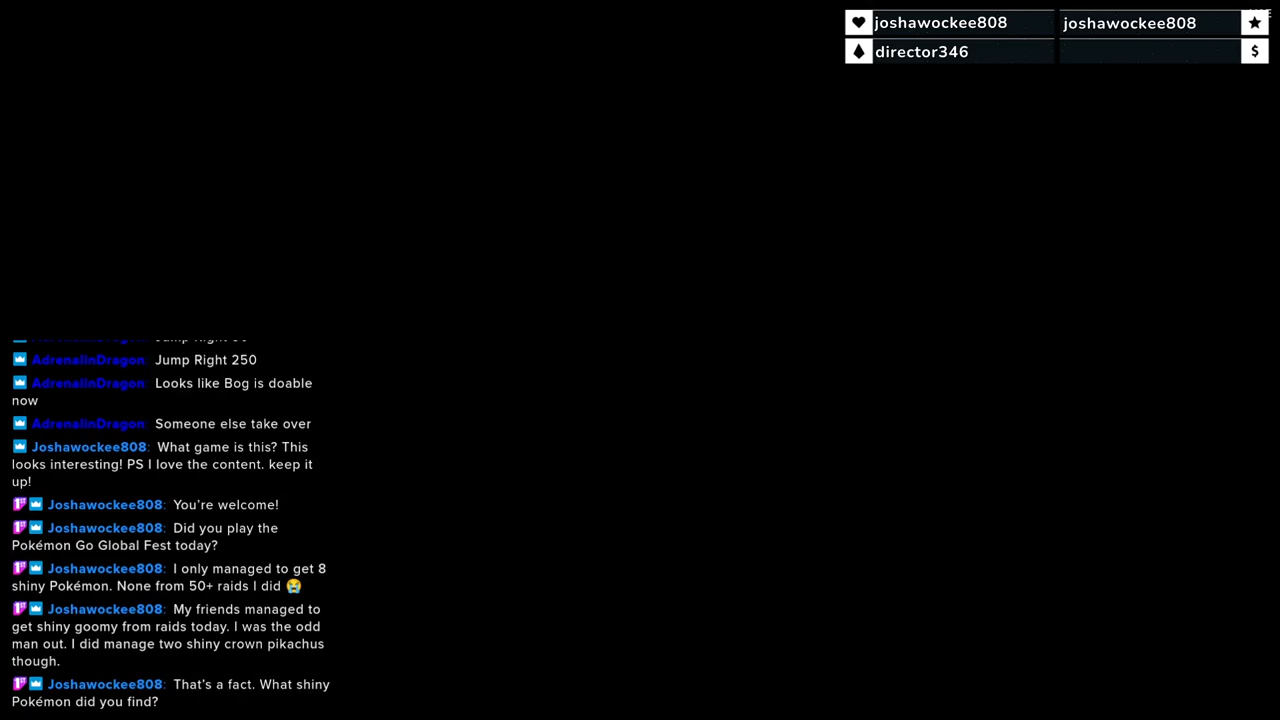 joshawockee808
joshawockee808
director346
$
AdrenalinDragon: Jump Right 250
AdrenalinDragon: Looks like Bog is doable
now
AdrenalinDragon: Someone else take over
Joshawockee808: What game is this? This
looks interesting! PS I love the content. keep it
up!
Joshawockee808: You're welcome!
Joshawockee808: Did you play the
Pokémon Go Global Fest today?
Joshawockee808: I only managed to get 8
shiny Pokémon. None from 50+ raids I did 😭
Joshawockee808: My friends managed to
get shiny goomy from raids today. I was the odd
man out. I did manage two shiny crown pikachus
though.
Joshawockee808: That's a fact. What shiny
Pokémon did you find?